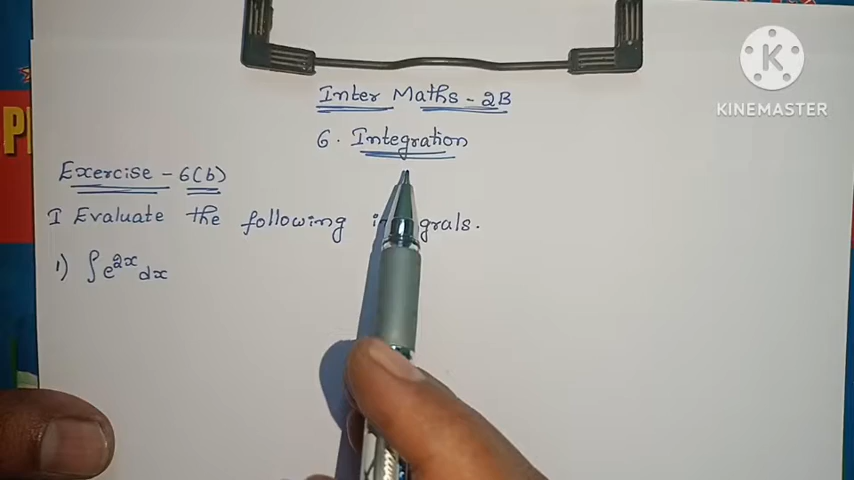 Inter Maths - 2B
6. Integration
Exercise - 6(b)
I Evaluate the following integrals.
1) ∫e^2x dx
KINEMASTER